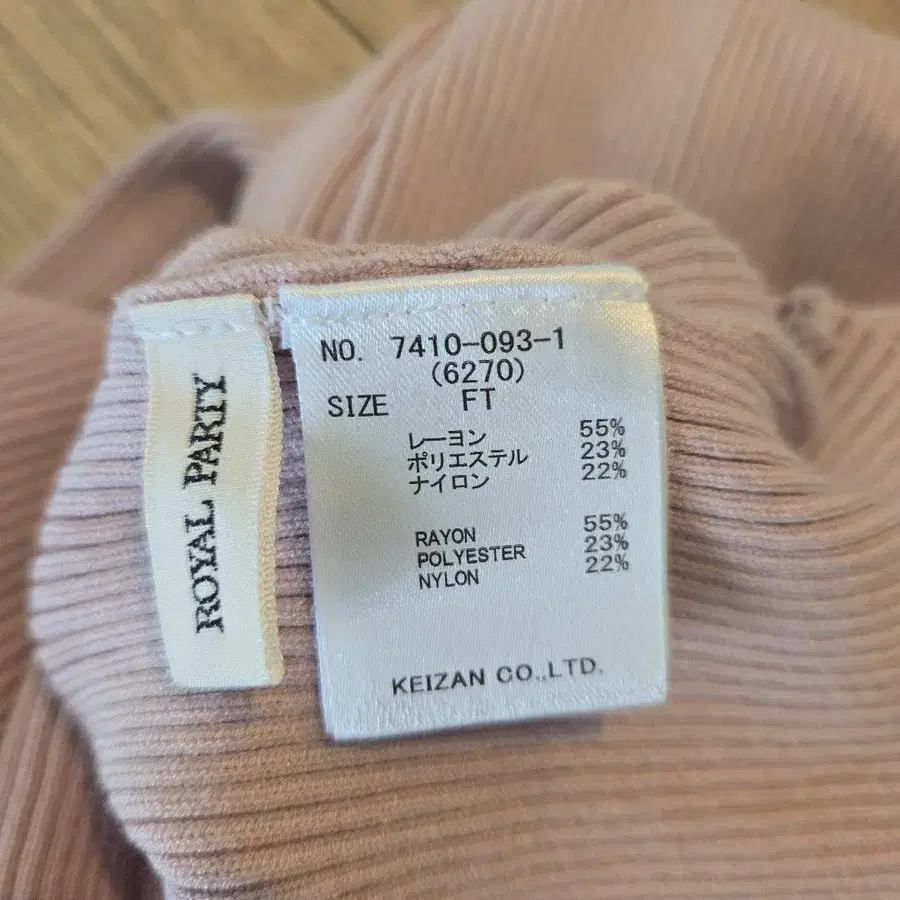 ROYAL PARTY
NO. 7410-093-1
(6270)
SIZE FT
レーヨン 55%
ポリエステル 23%
ナイロン 22%
RAYON 55%
POLYESTER 23%
NYLON 22%
KEIZAN CO.,LTD.